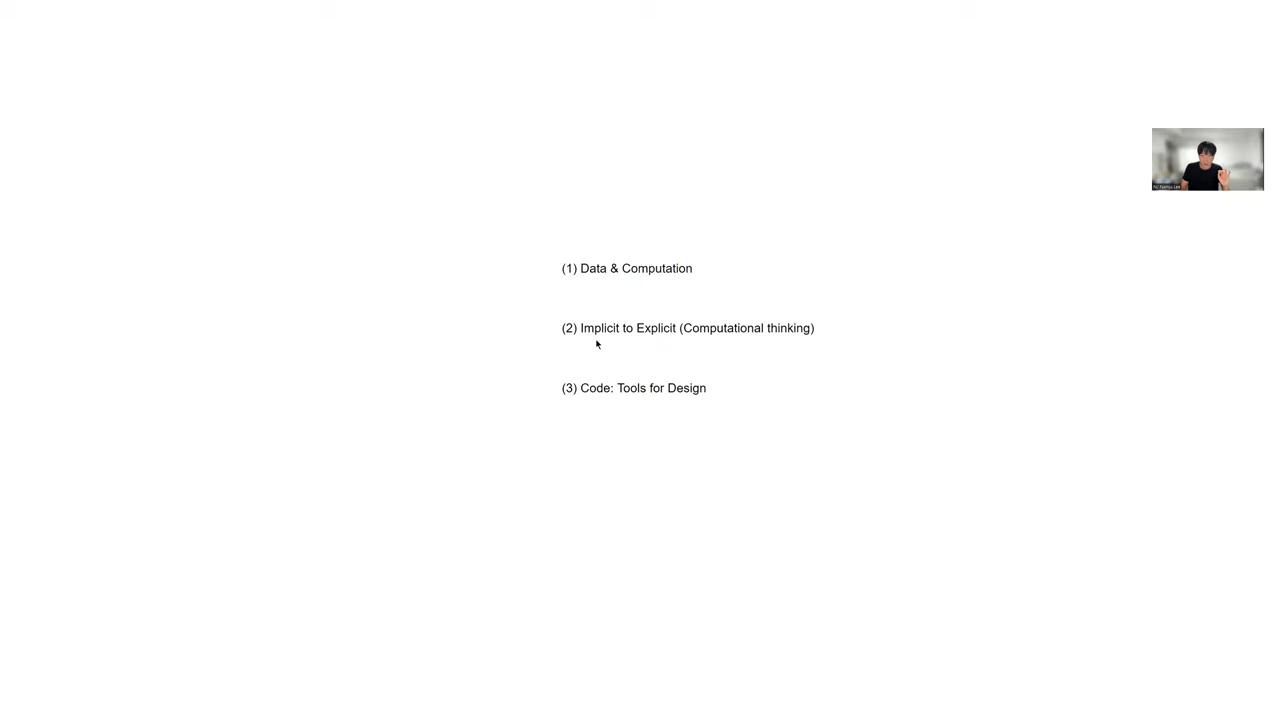 (1) Data & Computation
(2) Implicit to Explicit (Computational thinking)
(3) Code: Tools for Design